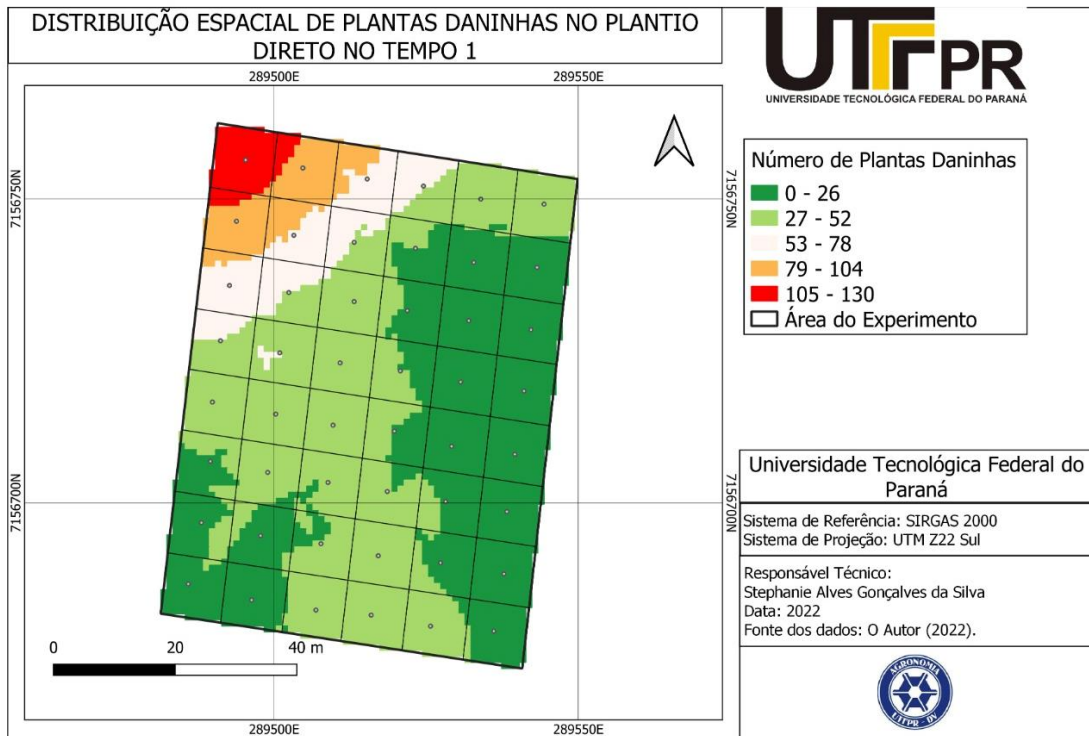 DISTRIBUIÇÃO ESPACIAL DE PLANTAS DANINHAS NO PLANTIO
DIRETO NO TEMPO 1
UTFPR
UNIVERSIDADE TECNOLÓGICA FEDERAL DO PARANÁ
289500E
289550E
7156750N
7156750N
7156700N
7156700N
289500E
289550E
0
20
40 m
Número de Plantas Daninhas
0 - 26
27 - 52
53 - 78
79 - 104
105 - 130
Área do Experimento
Universidade Tecnológica Federal do
Paraná
Sistema de Referência: SIRGAS 2000
Sistema de Projeção: UTM Z22 Sul
Responsável Técnico:
Stephanie Alves Gonçalves da Silva
Data: 2022
Fonte dos dados: O Autor (2022).
AGRONOMIA
UTFPR - DV